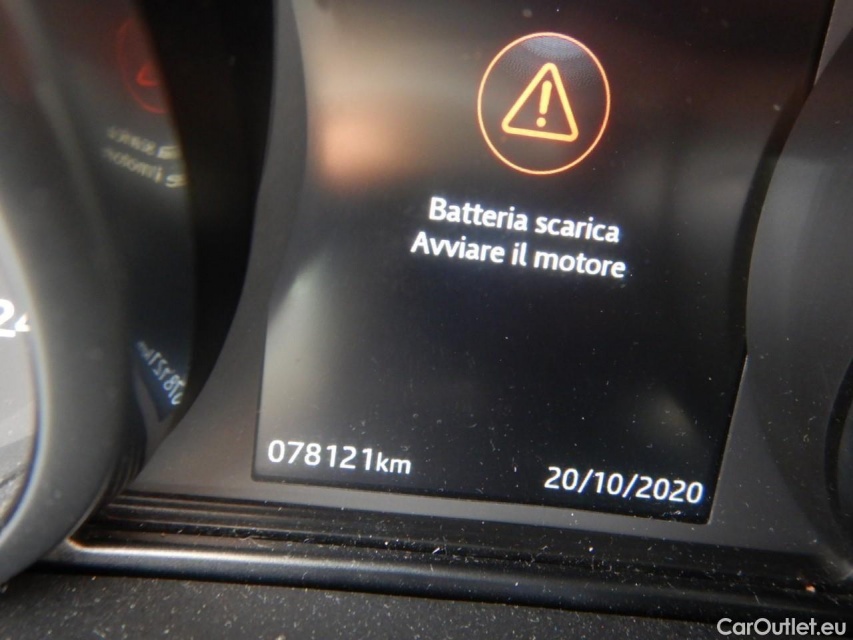 Batteria scarica
Avviare il motore
078121km
20/10/2020
CarOutlet.eu